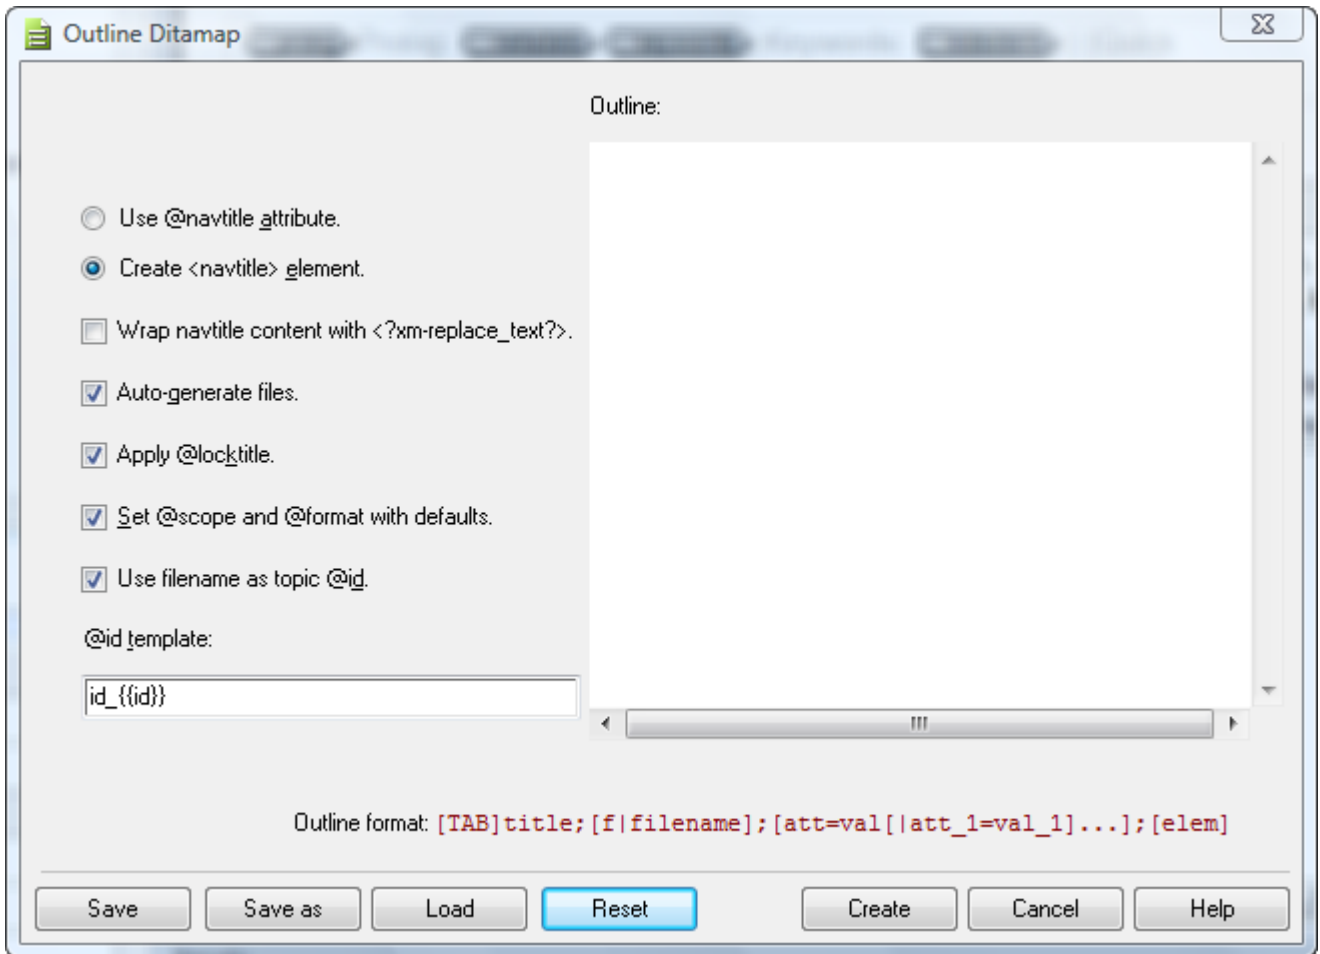 Outline Ditamap
Outline:
Use @navtitle attribute.
Create <navtitle> element.
Wrap navtitle content with <?xm-replace_text?>.
Auto-generate files.
Apply @locktitle.
Set @scope and @format with defaults.
Use filename as topic @id.
@id template:
id_{{id}}
Outline format: [TAB]title;[f|filename];[att=val[|att_1=val_1]...];[elem]
Save Save as Load Reset Create Cancel Help